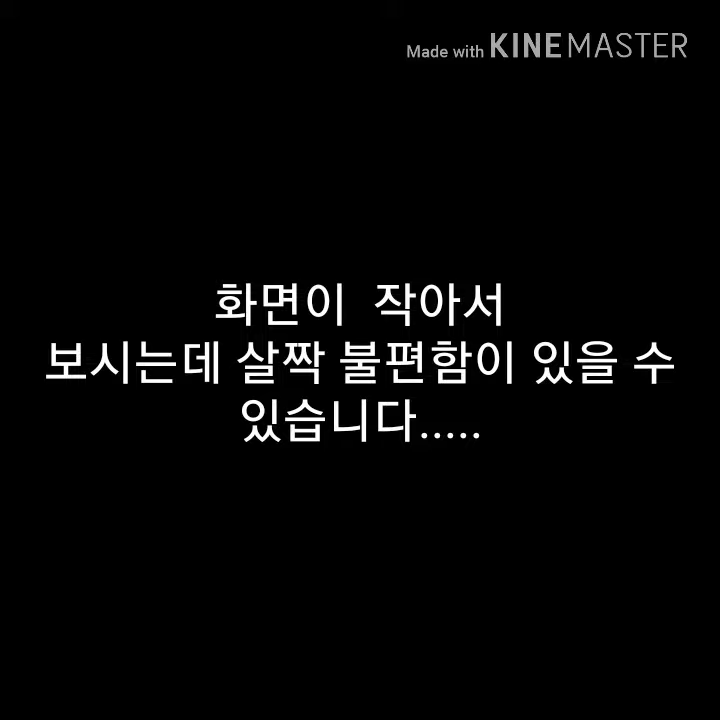 Made with KINEMASTER
화면이 작아서
보시는데 살짝 불편함이 있을 수
있습니다.....